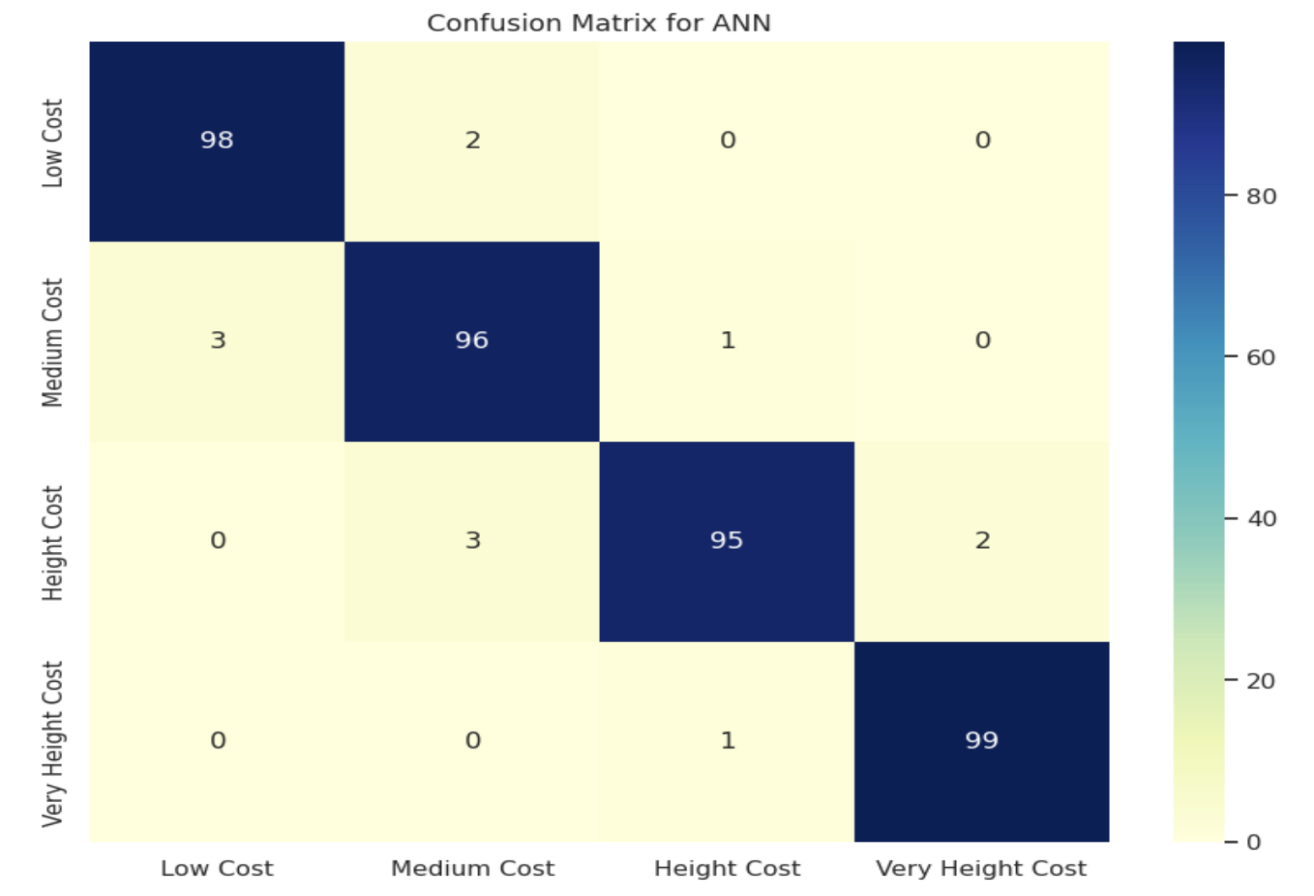 Confusion Matrix for ANN
Low Cost
98 2 0 0
Medium Cost
3 96 1 0
Height Cost
0 3 95 2
Very Height Cost
0 0 1 99
Low Cost Medium Cost Height Cost Very Height Cost
80
60
40
20
0